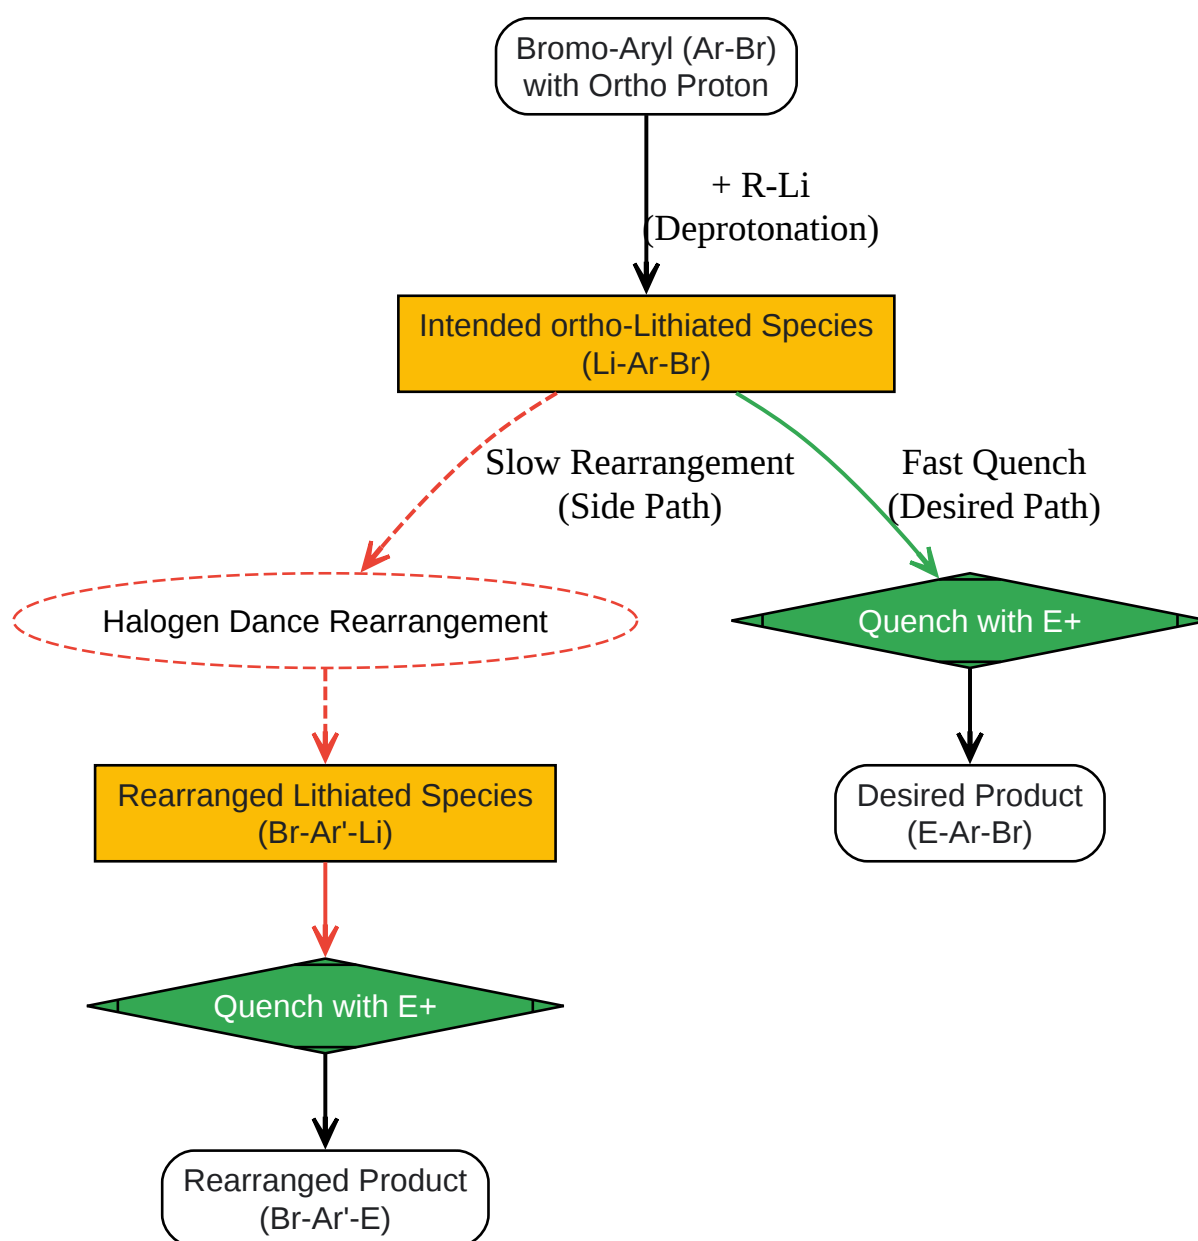 Bromo-Aryl (Ar-Br)
with Ortho Proton
+ R-Li
(Deprotonation)
Intended ortho-Lithiated Species
(Li-Ar-Br)
Slow Rearrangement
(Side Path)
Fast Quench
(Desired Path)
Halogen Dance Rearrangement
Quench with E+
Rearranged Lithiated Species
(Br-Ar'-Li)
Desired Product
(E-Ar-Br)
Quench with E+
Rearranged Product
(Br-Ar'-E)